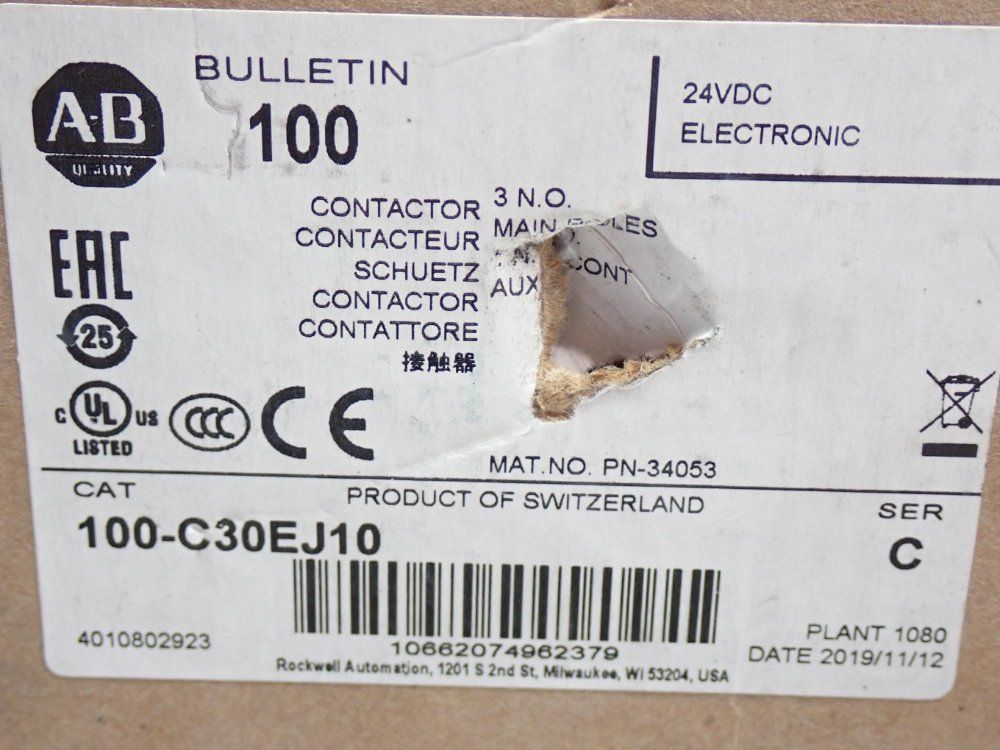 A-B
QUALITY
BULLETIN
100
24VDC
ELECTRONIC
CONTACTOR
CONTACTEUR
SCHUETZ
CONTACTOR
CONTATTORE
接触器
3 N.O.
MAIN
AUX
CONT
EAC
25
C UL US
LISTED
CCC
CE
MAT.NO. PN-34053
CAT
PRODUCT OF SWITZERLAND
SER
100-C30EJ10
C
4010802923
10662074962379
PLANT 1080
DATE 2019/11/12
Rockwell Automation, 1201 S 2nd St, Milwaukee, WI 53204, USA